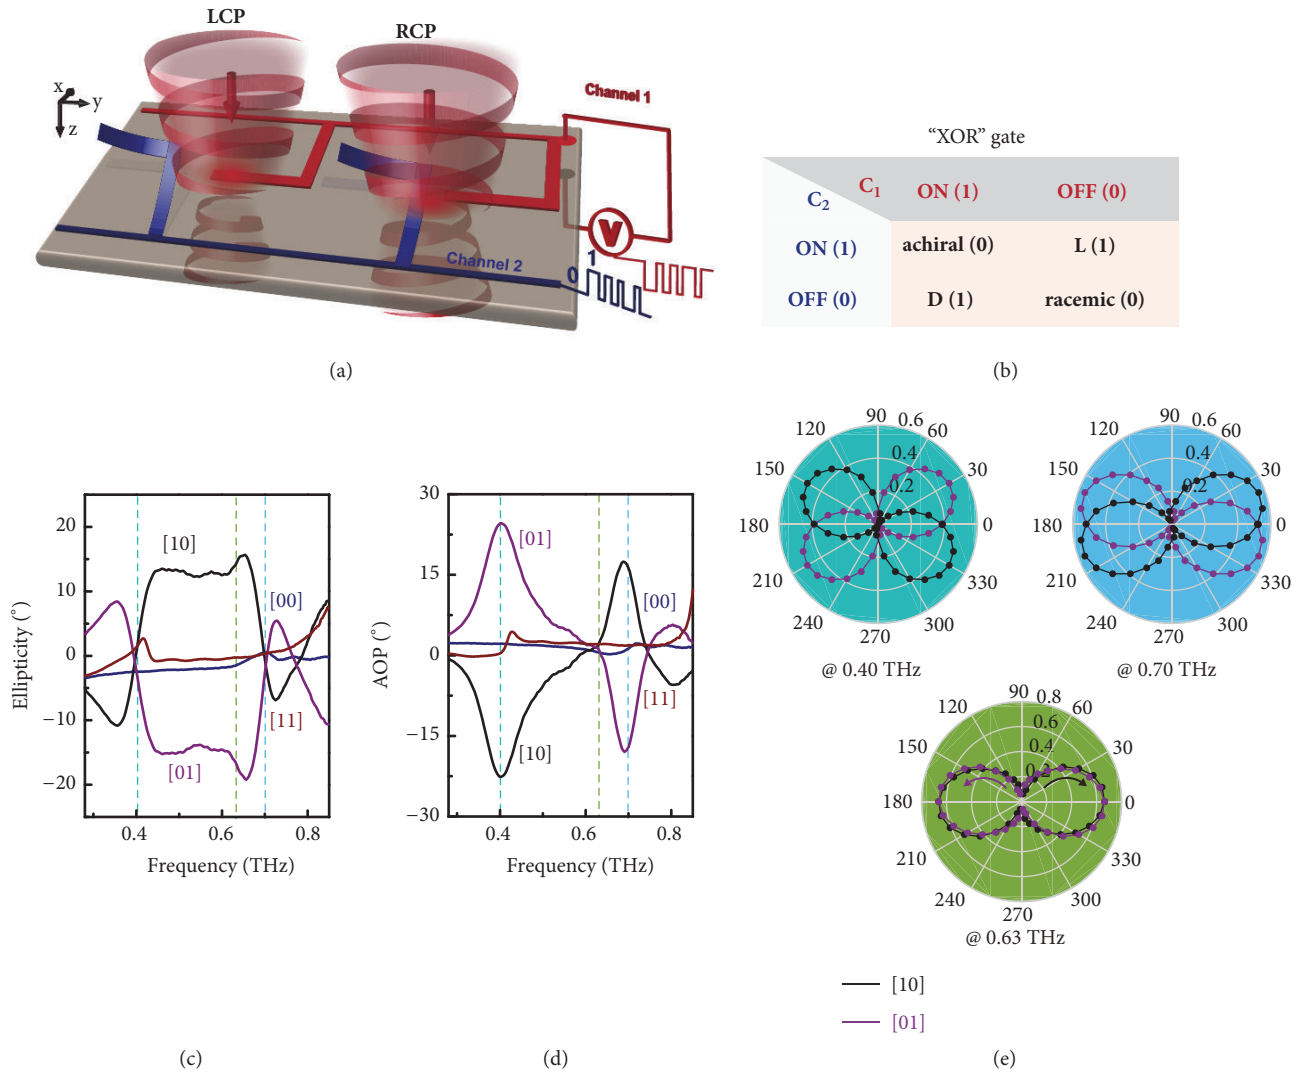 LCP
RCP
x
y
z
Channel 1
V
Channel 2
0
1
(a)
“XOR” gate
C1
C2
ON (1)
OFF (0)
ON (1)
achiral (0)
L (1)
OFF (0)
D (1)
racemic (0)
(b)
Ellipticity (°)
20
10
0
−10
−20
[10]
[00]
[11]
[01]
0.4
0.6
0.8
Frequency (THz)
(c)
AOP (°)
30
15
0
−15
−30
[01]
[00]
[11]
[10]
0.4
0.6
0.8
Frequency (THz)
(d)
90
0.6
120
60
0.4
150
30
0.2
180
0
210
330
240
300
270
@ 0.40 THz
90
0.6
120
60
0.4
150
30
0.2
180
0
210
330
240
300
270
@ 0.70 THz
90
0.8
120
60
0.6
0.4
150
30
0.2
180
0
210
330
240
300
270
@ 0.63 THz
[10]
[01]
(e)